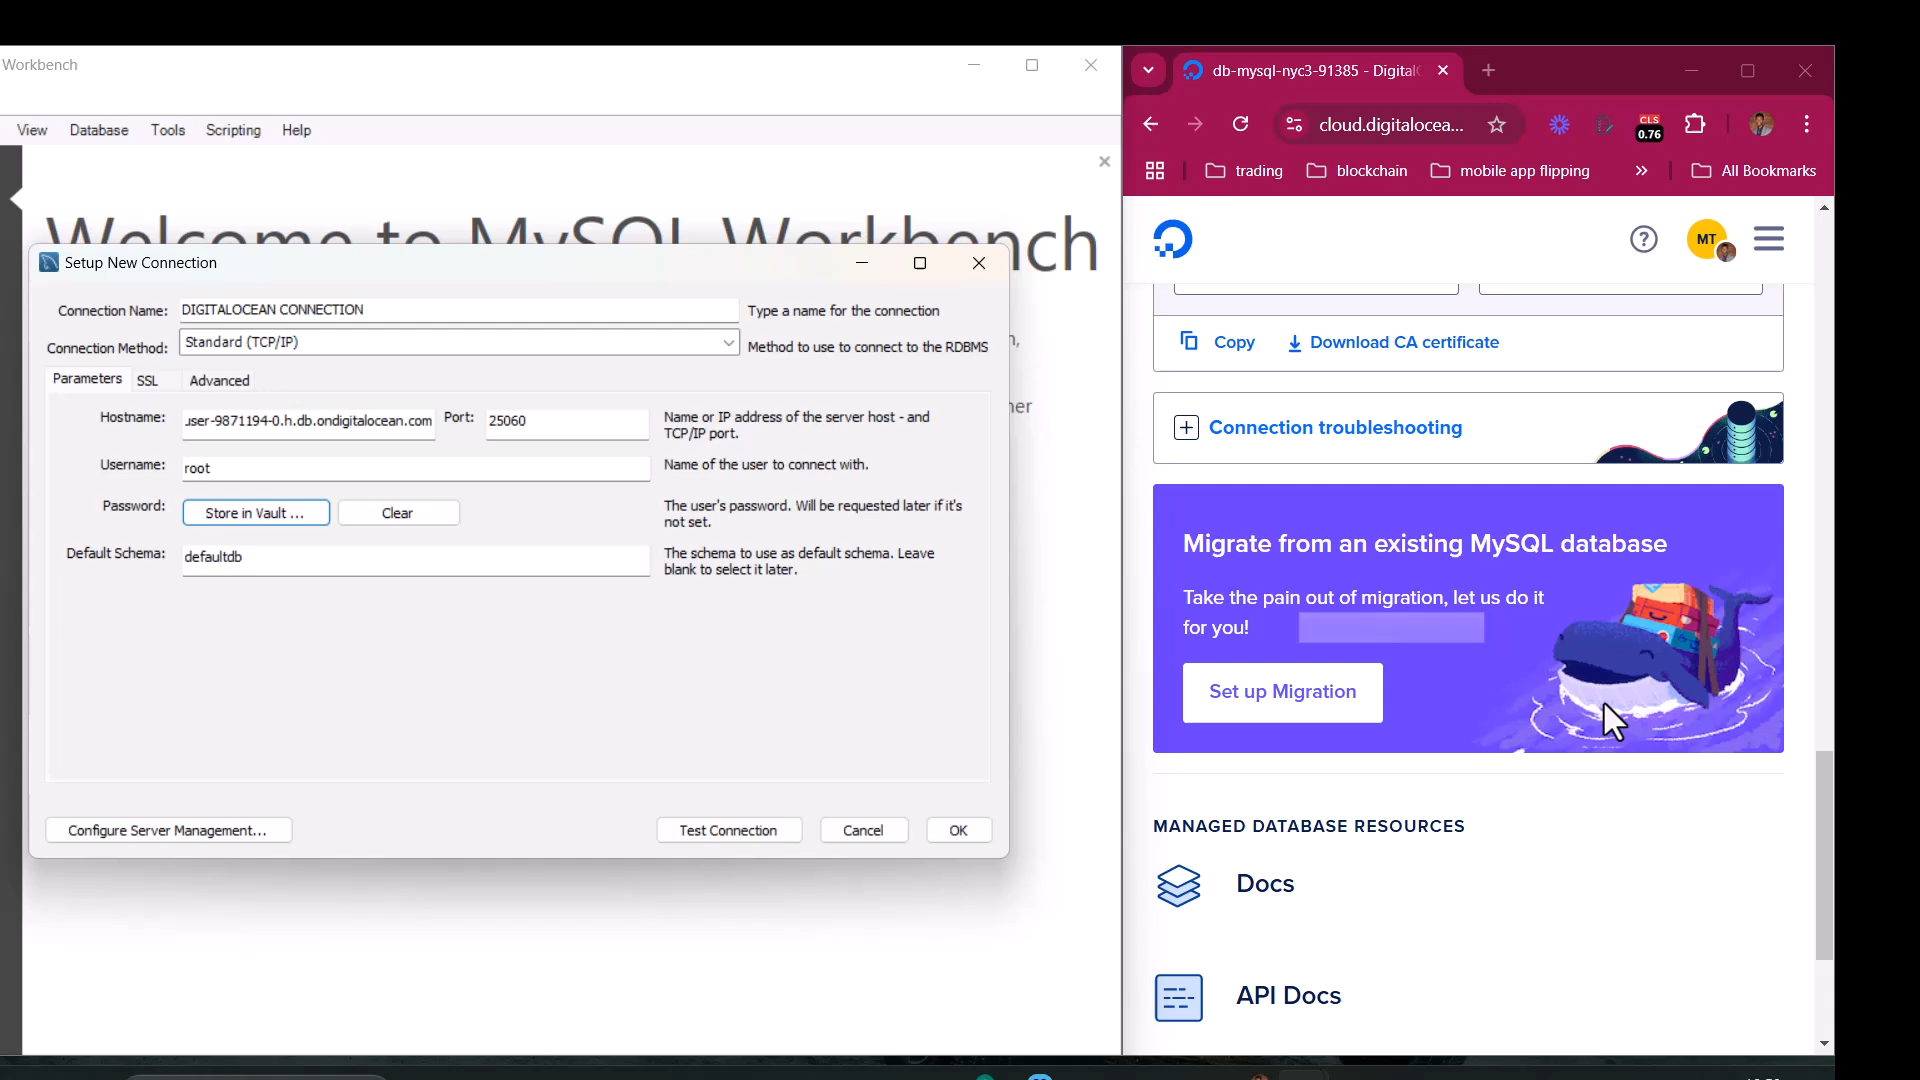 Workbench
View Database Tools Scripting Help
Welcome to MySQL Workbench
Setup New Connection
Connection Name: DIGITALOCEAN CONNECTION Type a name for the connection
Connection Method: Standard (TCP/IP) Method to use to connect to the RDBMS
Parameters SSL Advanced
Hostname: user-9871194-0.h.db.ondigitalocean.com Port: 25060 Name or IP address of the server host - and
TCP/IP port.
Username: root Name of the user to connect with.
Password: Store in Vault ... Clear The user's password. Will be requested later if it's
not set.
Default Schema: defaultdb The schema to use as default schema. Leave
blank to select it later.
Configure Server Management... Test Connection Cancel OK
db-mysql-nyc3-91385 - Digital
cloud.digitalocea... CLS
0.76
trading blockchain mobile app flipping » All Bookmarks
MT
Copy Download CA certificate
Connection troubleshooting
Migrate from an existing MySQL database
Take the pain out of migration, let us do it
for you!
Set up Migration
MANAGED DATABASE RESOURCES
Docs
API Docs